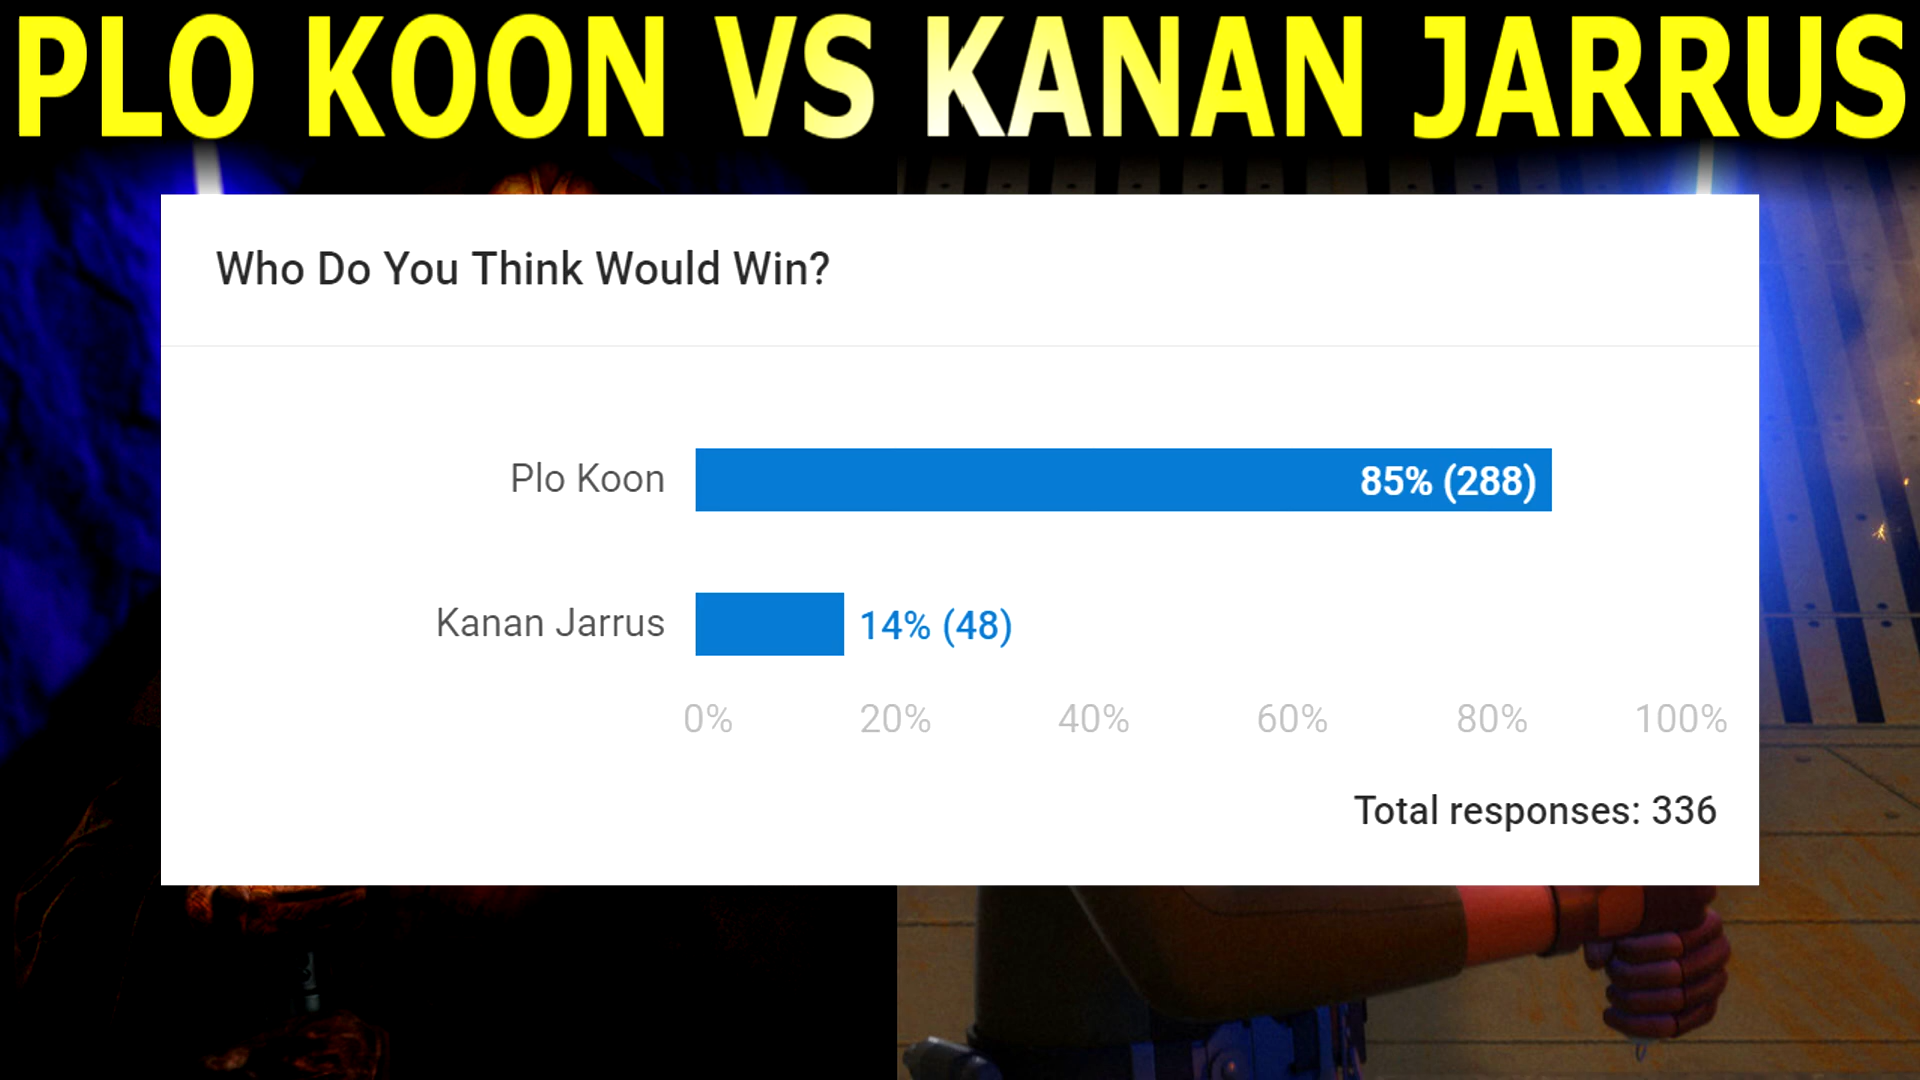 PLO KOON VS KANAN JARRUS
Who Do You Think Would Win?
Plo Koon 85% (288)
Kanan Jarrus 14% (48)
0% 20% 40% 60% 80% 100%
Total responses: 336